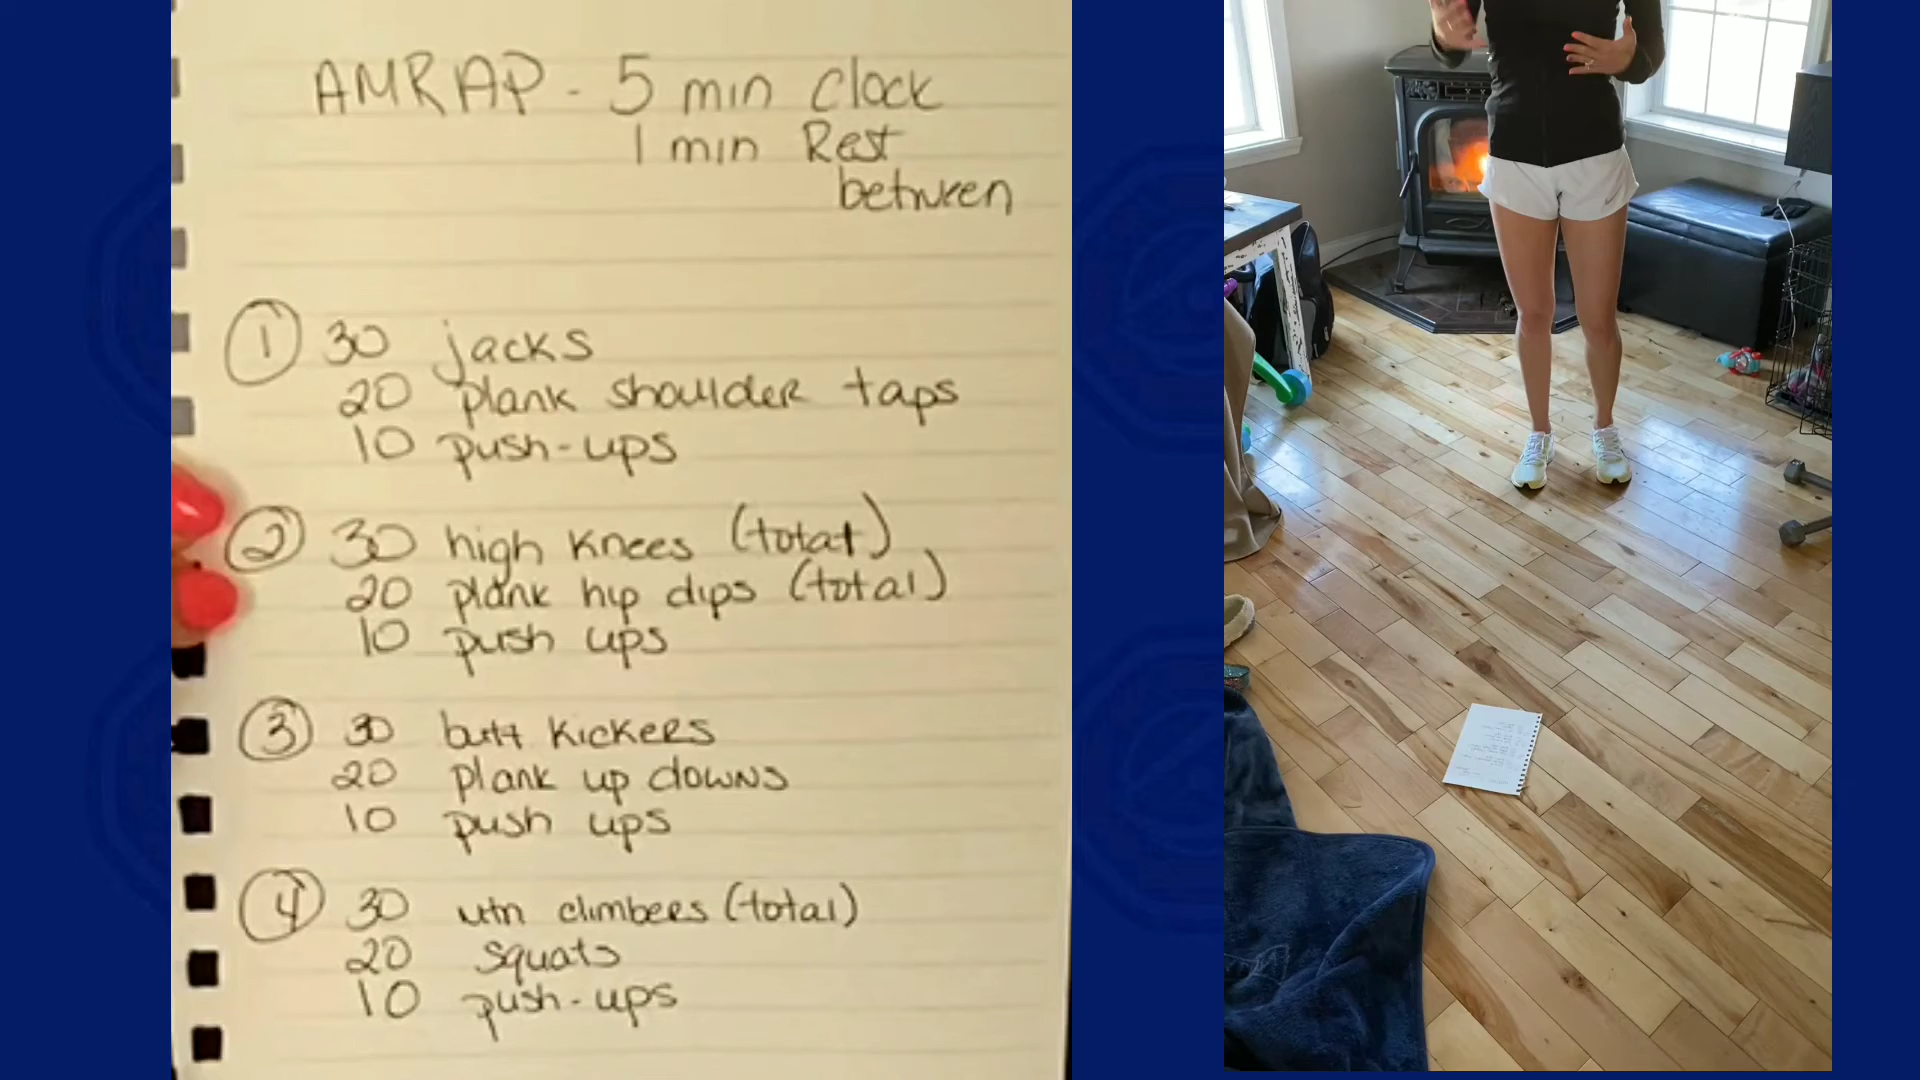 AMRAP - 5 min Clock
1 min Rest
between
1 30 jacks
20 plank shoulder taps
10 push-ups
2 30 high knees (total)
20 plank hip dips (total)
10 push ups
3 30 butt kickers
20 plank up downs
10 push ups
4 30 mtn climbers (total)
20 squats
10 push-ups